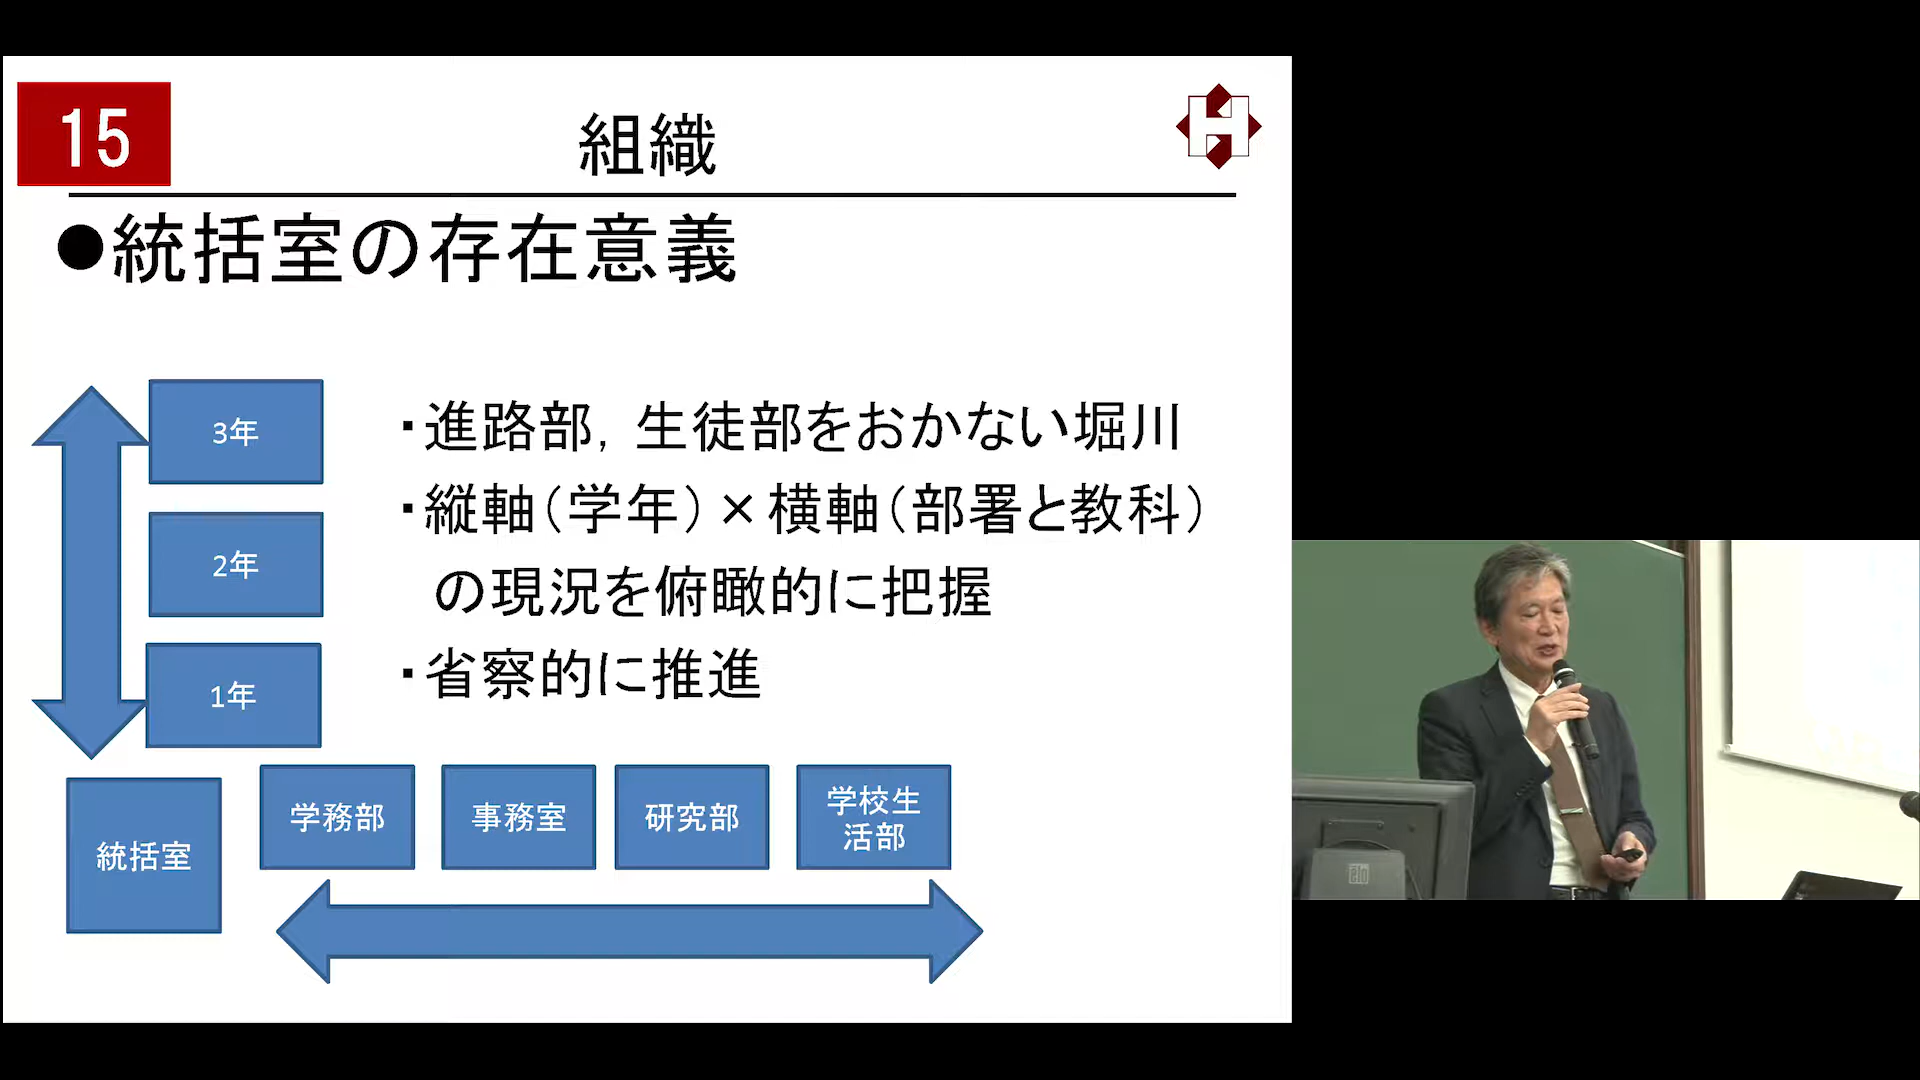 15
組織
●統括室の存在意義
3年
2年
1年
・進路部，生徒部をおかない堀川
・縦軸（学年）×横軸（部署と教科）
の現況を俯瞰的に把握
・省察的に推進
統括室
学務部
事務室
研究部
学校生
活部
elo